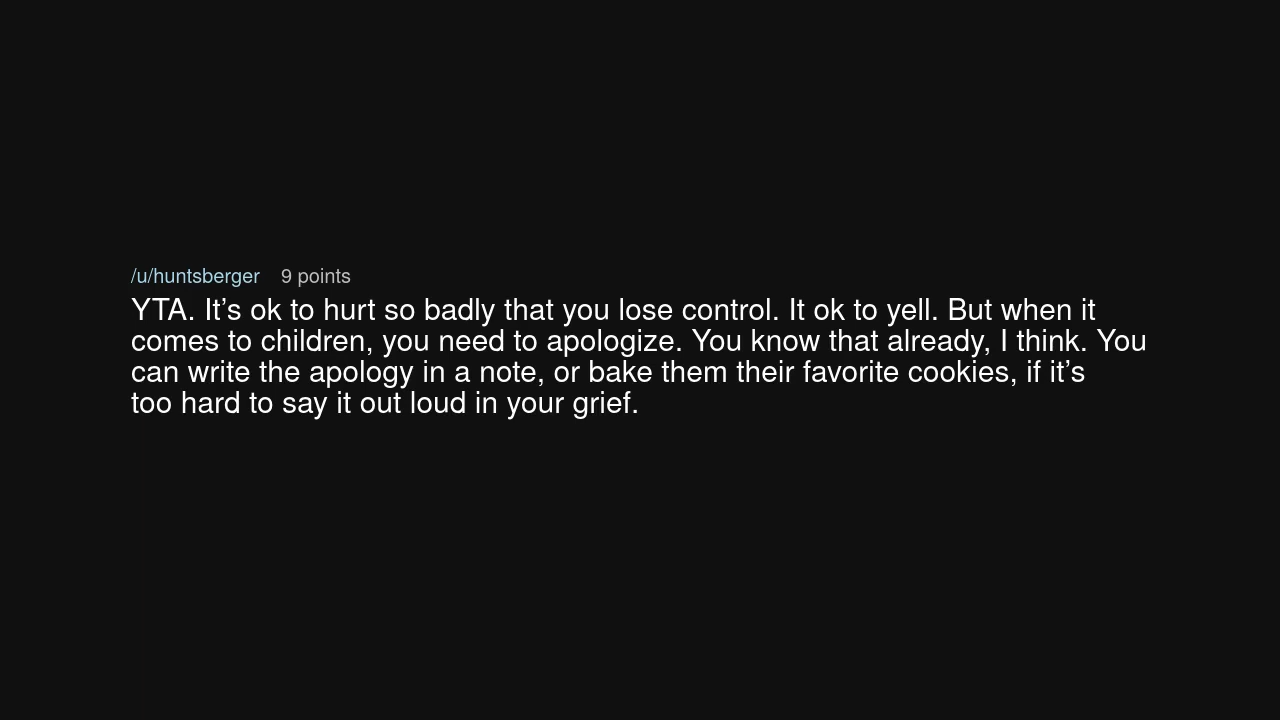 /u/huntsberger 9 points
YTA. It’s ok to hurt so badly that you lose control. It ok to yell. But when it
comes to children, you need to apologize. You know that already, I think. You
can write the apology in a note, or bake them their favorite cookies, if it’s
too hard to say it out loud in your grief.